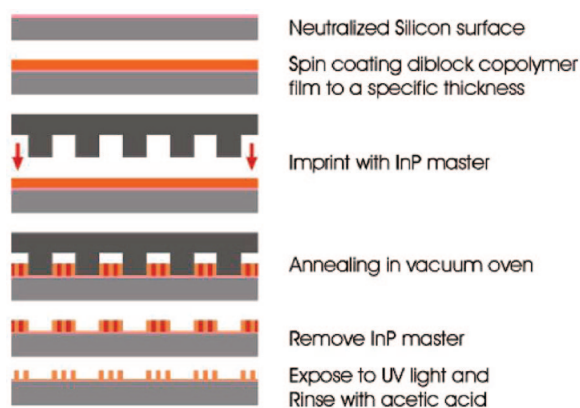 Neutralized Silicon surface
Spin coating diblock copolymer
film to a specific thickness
Imprint with InP master
Annealing in vacuum oven
Remove InP master
Expose to UV light and
Rinse with acetic acid